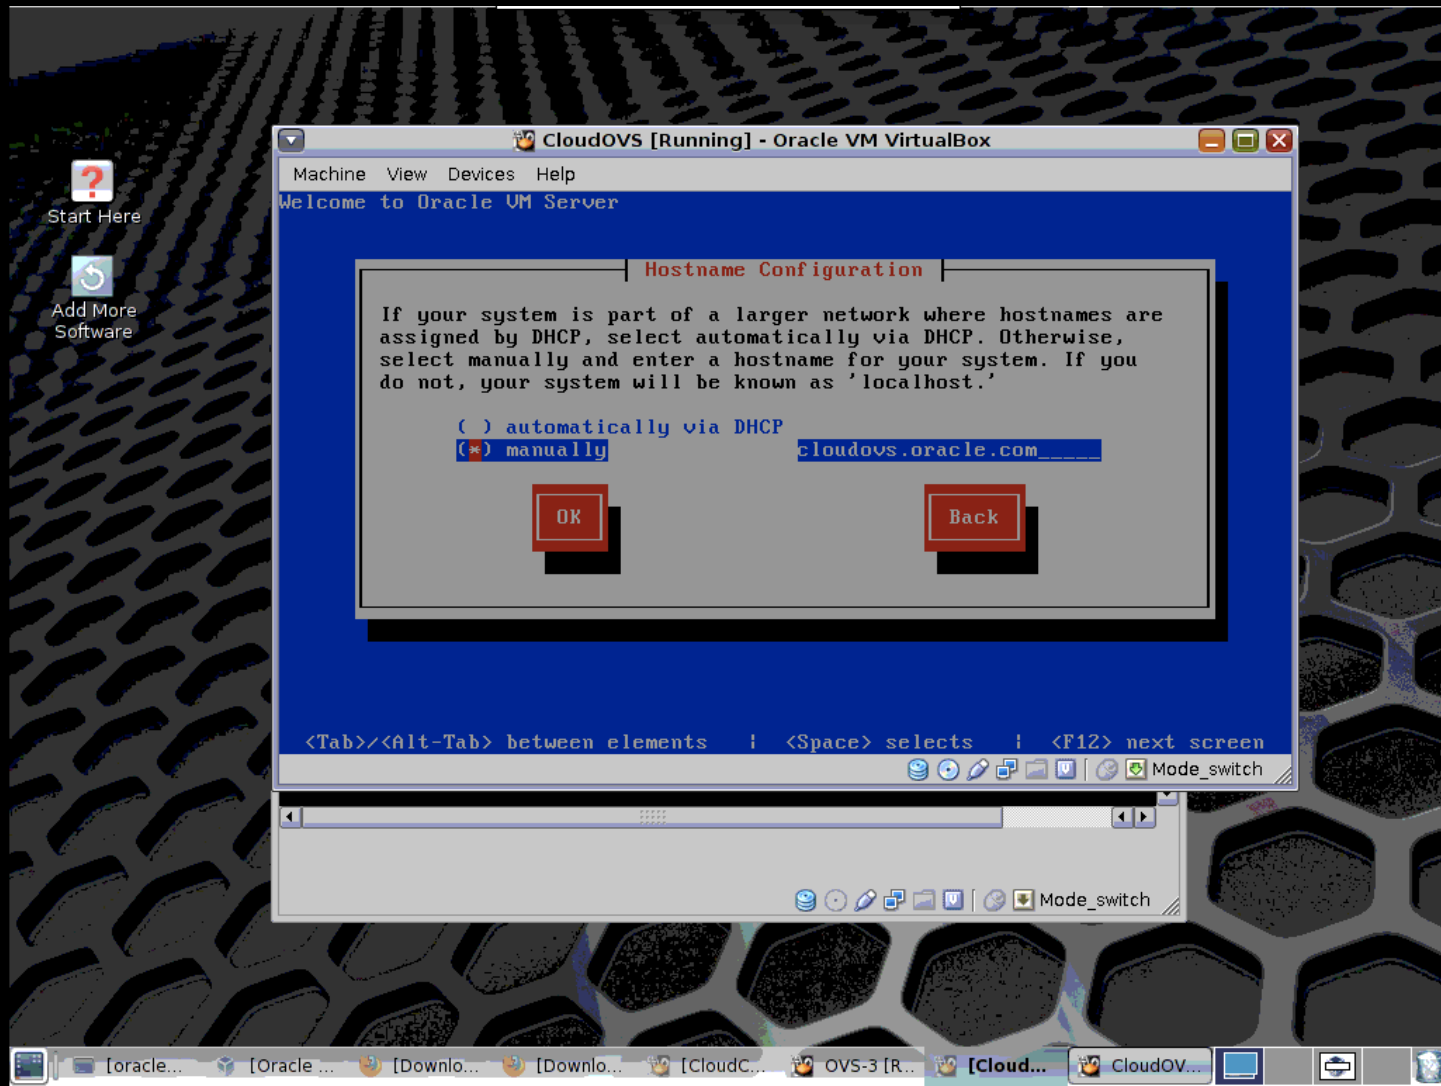 CloudOVS [Running] - Oracle VM VirtualBox
Machine View Devices Help
Welcome to Oracle VM Server
Start Here
Add More
Software
Hostname Configuration
If your system is part of a larger network where hostnames are
assigned by DHCP, select automatically via DHCP. Otherwise,
select manually and enter a hostname for your system. If you
do not, your system will be known as 'localhost.'
( ) automatically via DHCP
(*) manually cloudovs.oracle.com_____
OK Back
<Tab>/<Alt-Tab> between elements | <Space> selects | <F12> next screen
Mode_switch
Mode_switch
[oracle... [Oracle ... [Downlo... [Downlo... [CloudC... OVS-3 [R... [Cloud... CloudOV...